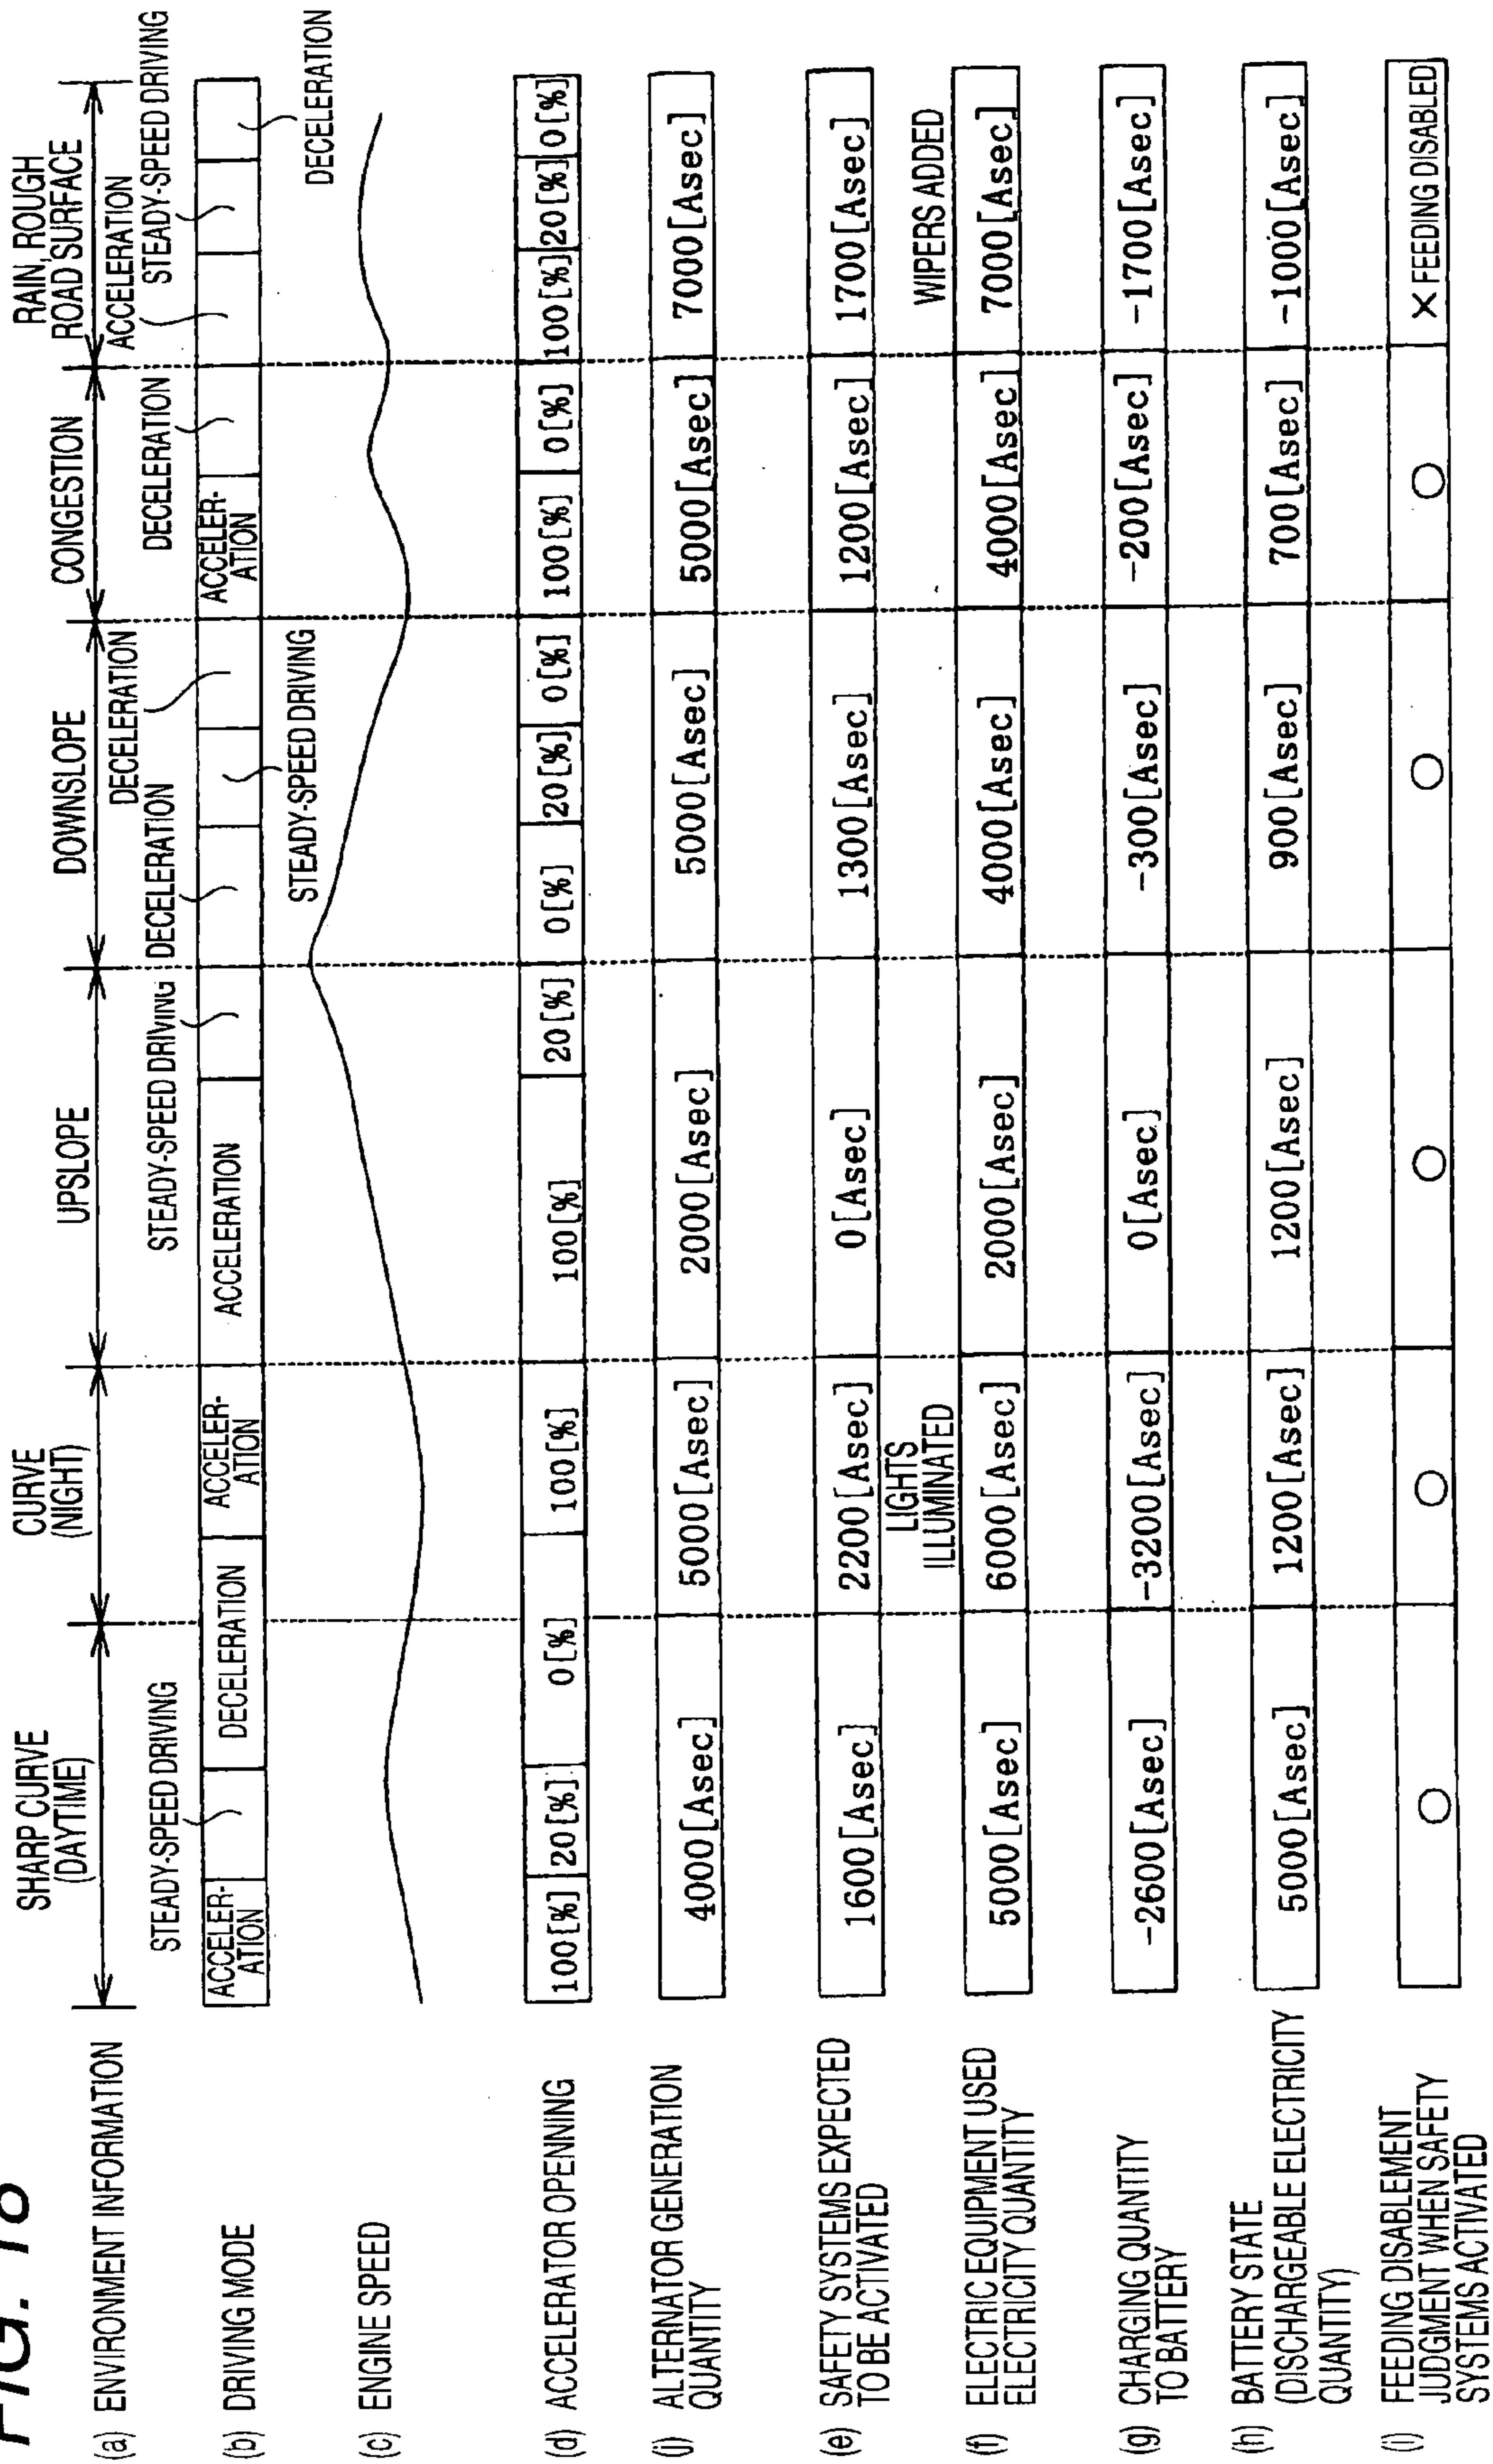 FIG. 18
(a) ENVIRONMENT INFORMATION
SHARP CURVE
(DAYTIME)
CURVE
(NIGHT)
UPSLOPE
DOWNSLOPE
CONGESTION
RAIN, ROUGH
ROAD SURFACE
(b) DRIVING MODE
ACCELER-
ATION
STEADY-SPEED DRIVING
DECELERATION
ACCELER-
ATION
ACCELERATION
STEADY-SPEED DRIVING
DECELERATION
STEADY-SPEED DRIVING
DECELERATION
ACCELER-
ATION
DECELERATION
ACCELERATION
STEADY-SPEED DRIVING
DECELERATION
(c) ENGINE SPEED
(d) ACCELERATOR OPENNING
100[%] 20[%] 0[%] 100[%] 100[%] 20[%] 0[%] 20[%] 0[%] 100[%] 0[%] 100[%] 20[%] 0[%]
(j) ALTERNATOR GENERATION
QUANTITY
4000[Asec] 5000[Asec] 2000[Asec] 5000[Asec] 5000[Asec] 7000[Asec]
(e) SAFETY SYSTEMS EXPECTED
TO BE ACTIVATED
1600[Asec] 2200[Asec] 0[Asec] 1300[Asec] 1200[Asec] 1700[Asec]
LIGHTS
ILLUMINATED
WIPERS ADDED
(f) ELECTRIC EQUIPMENT USED
ELECTRICITY QUANTITY
5000[Asec] 6000[Asec] 2000[Asec] 4000[Asec] 4000[Asec] 7000[Asec]
(g) CHARGING QUANTITY
TO BATTERY
-2600[Asec] -3200[Asec] 0[Asec] -300[Asec] -200[Asec] -1700[Asec]
(h) BATTERY STATE
(DISCHARGEABLE ELECTRICITY
QUANTITY)
5000[Asec] 1200[Asec] 1200[Asec] 900[Asec] 700[Asec] -1000[Asec]
(i) FEEDING DISABLEMENT
JUDGMENT WHEN SAFETY
SYSTEMS ACTIVATED
○ ○ ○ ○ ○ × FEEDING DISABLED